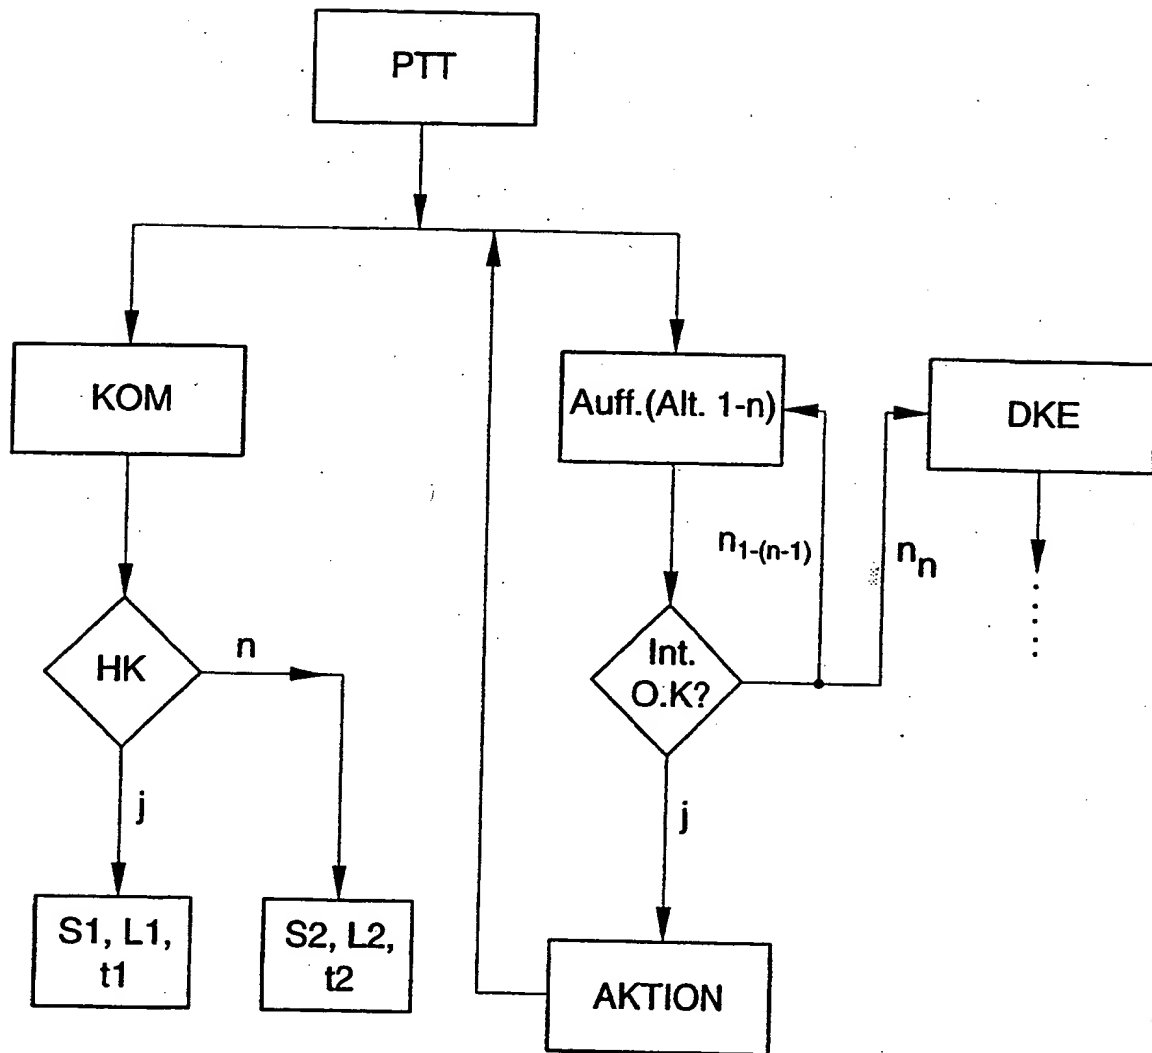 PTT
KOM
Auff.(Alt. 1-n)
DKE
n1-(n-1)
nn
HK
n
Int.
O.K?
j
j
S1, L1,
t1
S2, L2,
t2
AKTION